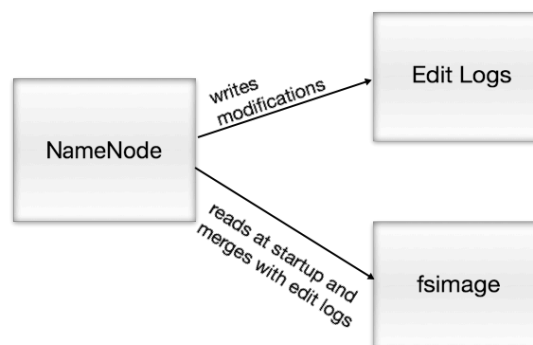 Edit Logs
writes
modifications
NameNode
reads at startup and
merges with edit logs
fsimage